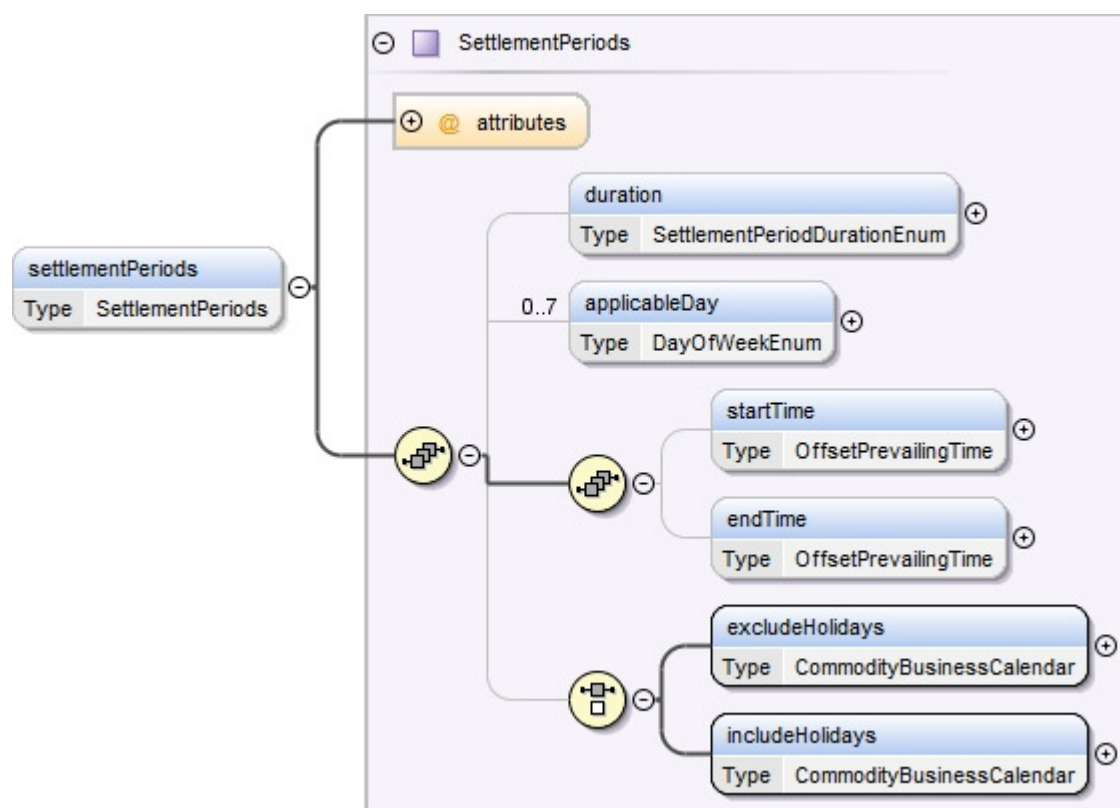 SettlementPeriods
@ attributes
duration
Type SettlementPeriodDurationEnum
settlementPeriods
Type SettlementPeriods
0..7
applicableDay
Type DayOfWeekEnum
startTime
Type OffsetPrevailingTime
endTime
Type OffsetPrevailingTime
excludeHolidays
Type CommodityBusinessCalendar
includeHolidays
Type CommodityBusinessCalendar